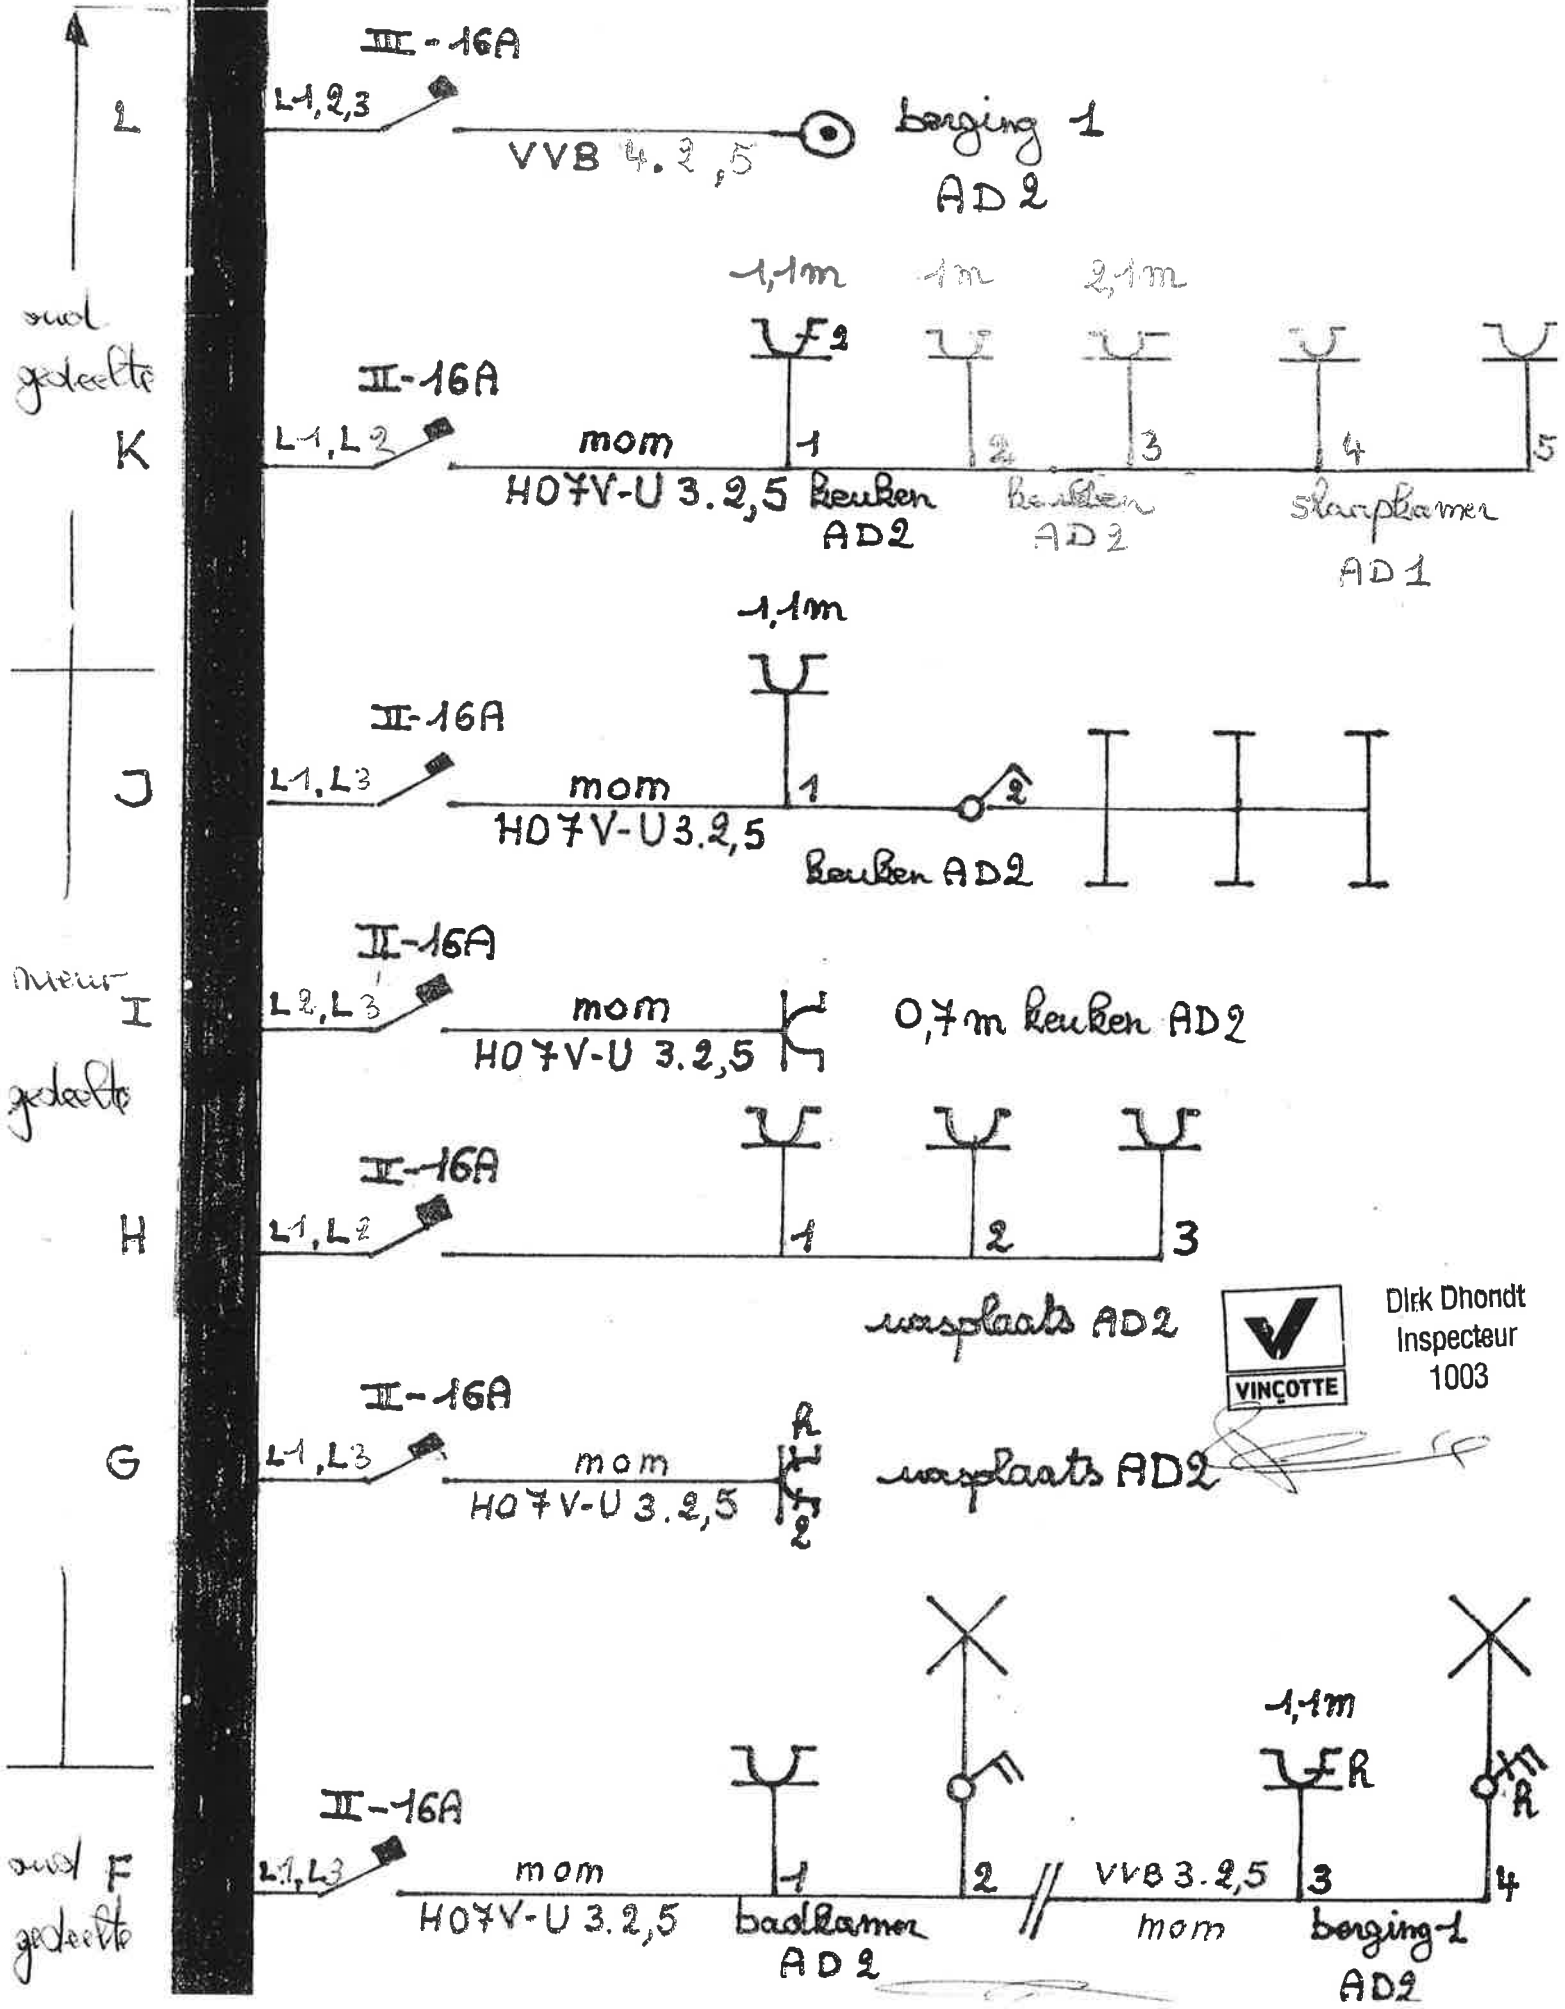 III-16A
L
L1,2,3
VVB 4.2,5
berging 1
AD2
1,1m
1m
2,1m
oud
gedeelte
2
II-16A
K
L1, L2
mom
1
2
3
4
5
H07V-U 3.2,5
keuken
AD2
keuken
AD2
slaapkamer
AD1
1,1m
II-16A
J
L1, L3
mom
1
2
H07V-U 3.2,5
keuken AD2
II-16A
nieuw
I
L2, L3
mom
0,7m keuken AD2
H07V-U 3.2,5
gedeelte
II-16A
H
L1, L2
1
2
3
wasplaats AD2
VINÇOTTE
Dirk Dhondt
Inspecteur
1003
II-16A
h
G
L1, L3
mom
wasplaats AD2
H07V-U 3.2,5
2
1,1m
II-16A
h
h
oud
F
L1, L3
mom
1
2
VVB 3.2,5
3
4
H07V-U 3.2,5
badkamer
AD2
mom
berging 1
AD2
gedeelte